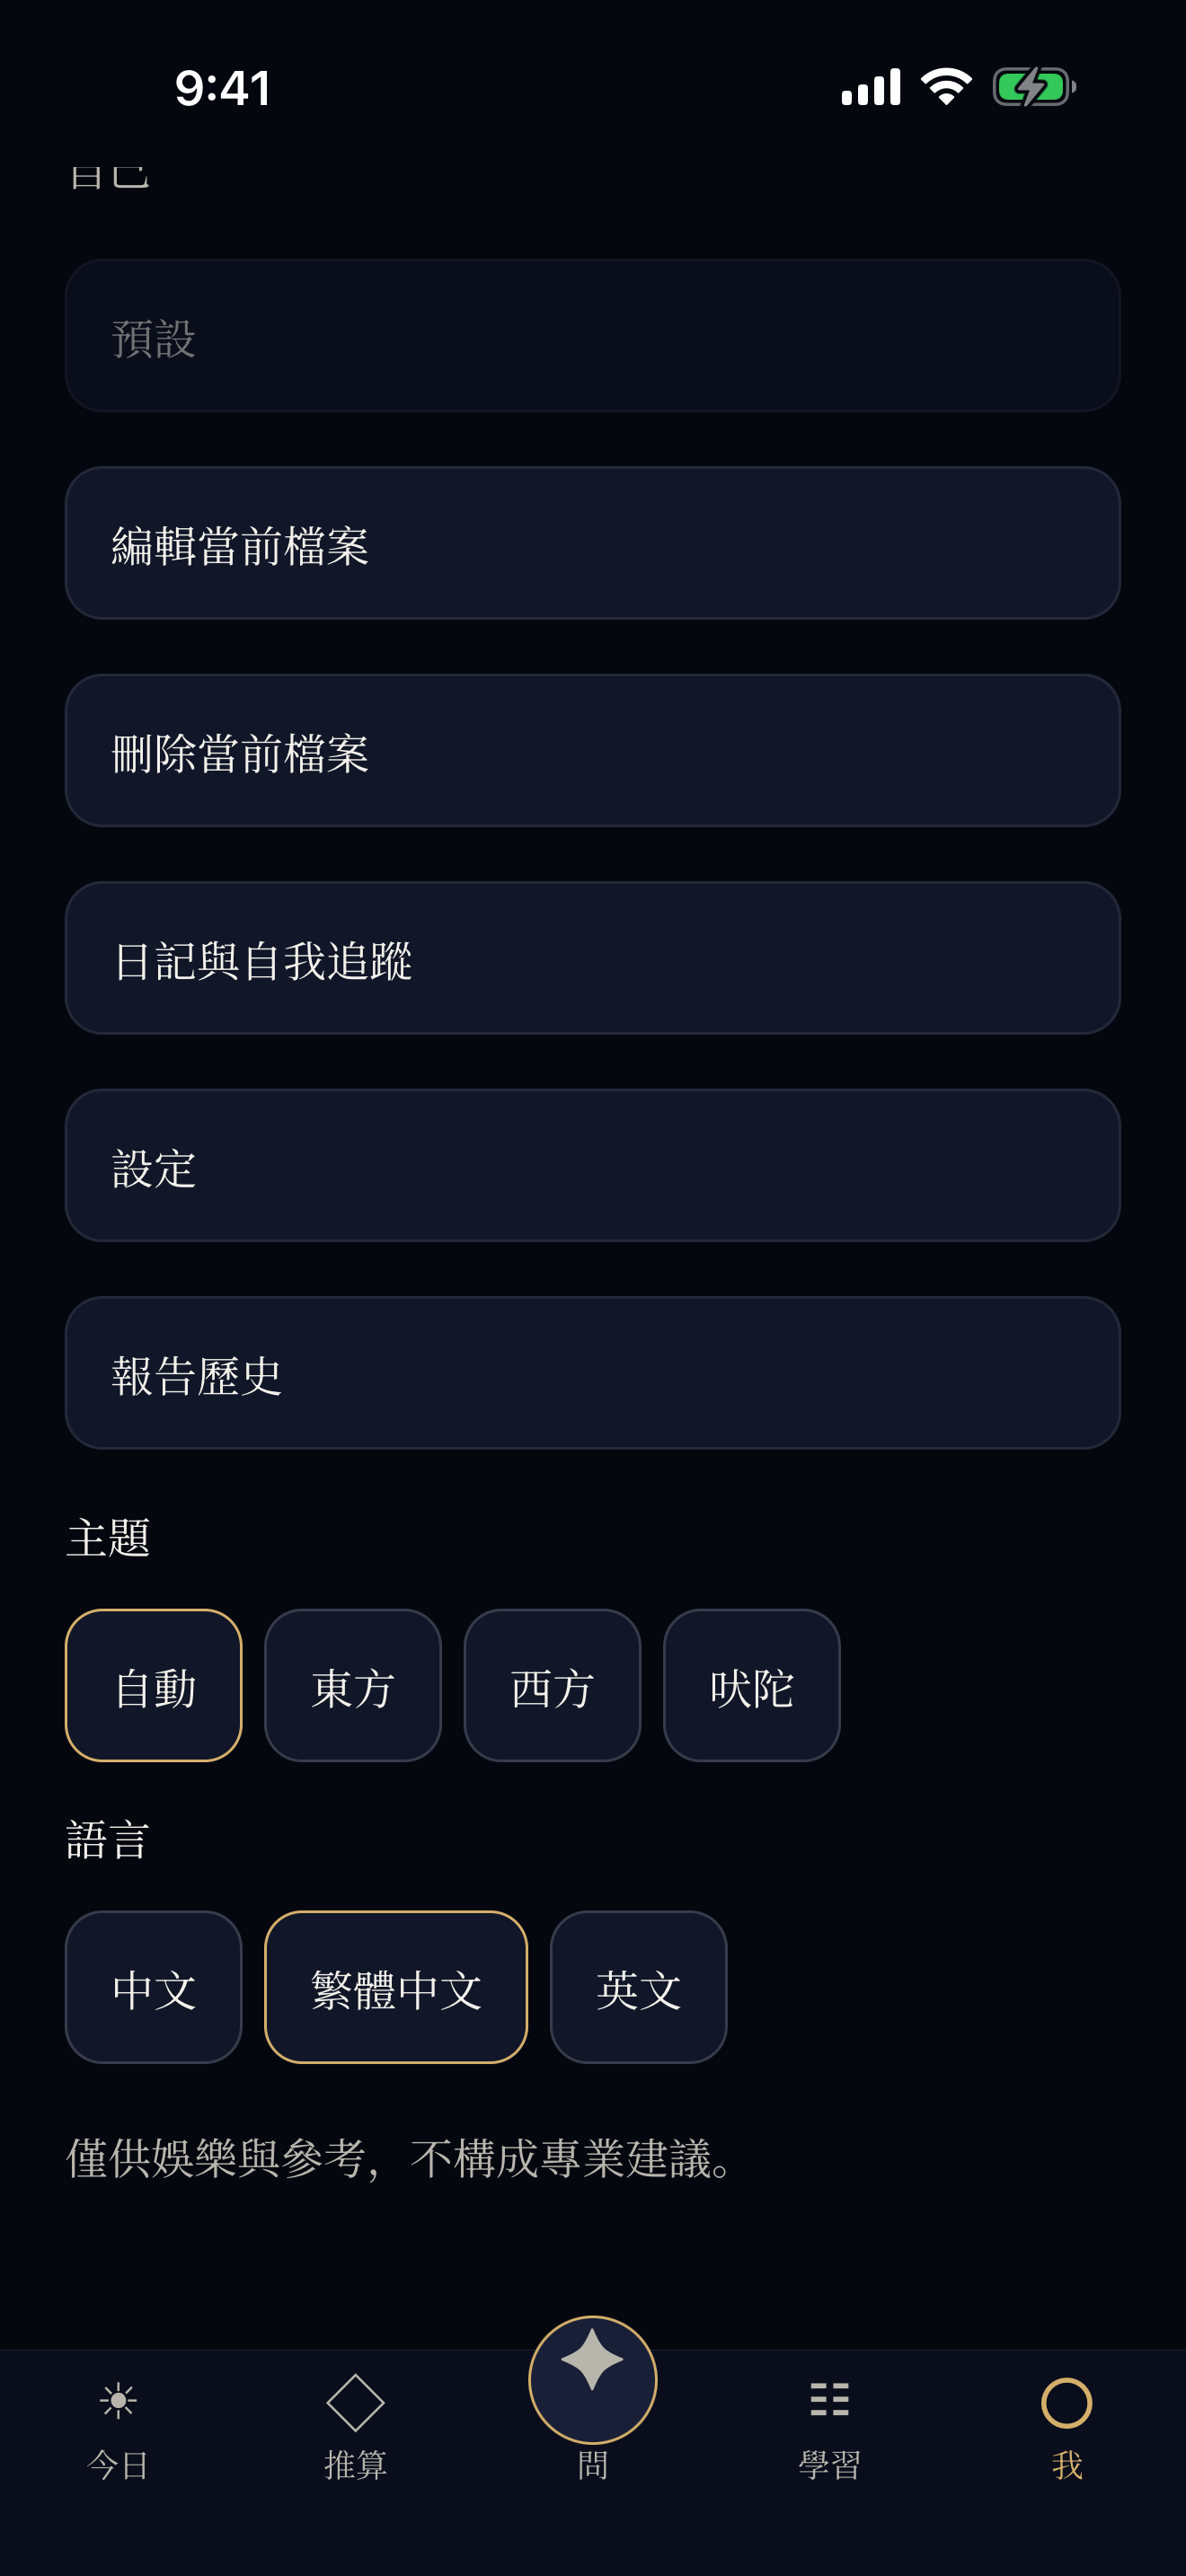 9:41
自己
預設
編輯當前檔案
刪除當前檔案
日記與自我追蹤
設定
報告歷史
主題
自動 東方 西方 吠陀
語言
中文 繁體中文 英文
僅供娛樂與參考，不構成專業建議。
今日 推算 問 學習 我